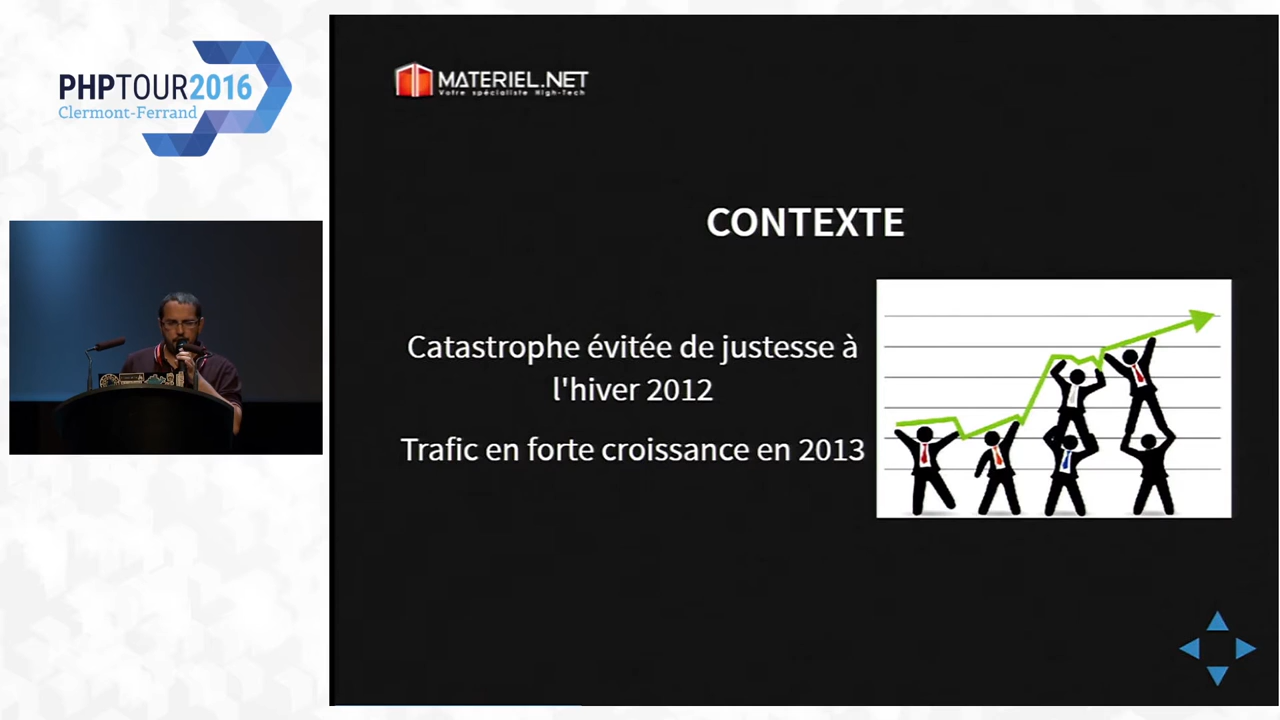 PHPTOUR2016
Clermont-Ferrand
MATERIEL.NET
Votre spécialiste High-Tech
CONTEXTE
Catastrophe évitée de justesse à
l'hiver 2012
Trafic en forte croissance en 2013